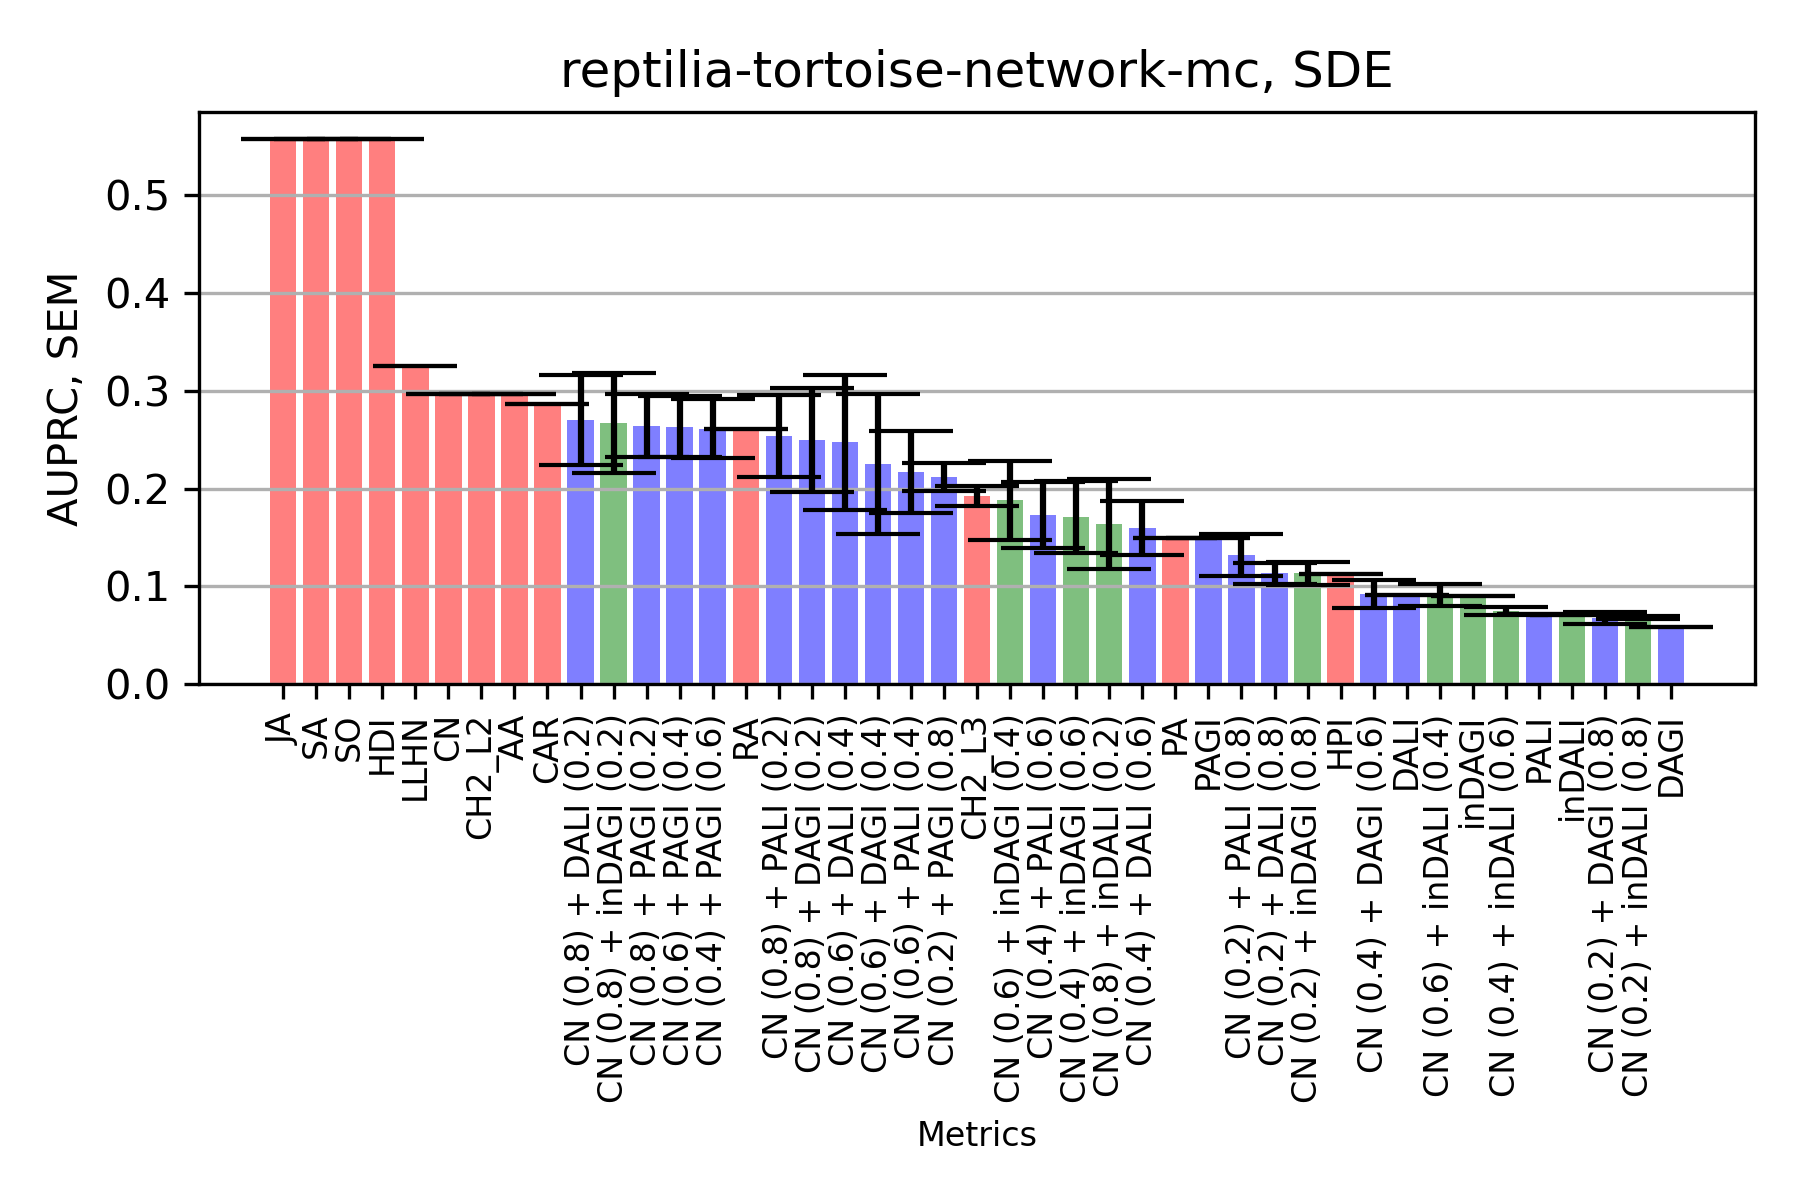 reptilia-tortoise-network-mc, SDE
AUPRC, SEM
0.5
0.4
0.3
0.2
0.1
0.0
JA
SA
SO
HDI
LLHN
CN
CH2_L2
_AA
CAR
CN (0.8) + DALI (0.2)
CN (0.8) + inDAGI (0.2)
CN (0.8) + PAGI (0.2)
CN (0.6) + PAGI (0.4)
CN (0.4) + PAGI (0.6)
RA
CN (0.8) + PALI (0.2)
CN (0.8) + DAGI (0.2)
CN (0.6) + DALI (0.4)
CN (0.6) + DAGI (0.4)
CN (0.6) + PALI (0.4)
CN (0.2) + PAGI (0.8)
CH2_L3
CN (0.6) + inDAGI (0.4)
CN (0.4) + PALI (0.6)
CN (0.4) + inDAGI (0.6)
CN (0.8) + inDALI (0.2)
CN (0.4) + DALI (0.6)
PA
PAGI
CN (0.2) + PALI (0.8)
CN (0.2) + DALI (0.8)
CN (0.2) + inDAGI (0.8)
HPI
CN (0.4) + DAGI (0.6)
DALI
CN (0.6) + inDALI (0.4)
inDAGI
CN (0.4) + inDALI (0.6)
PALI
inDALI
CN (0.2) + DAGI (0.8)
CN (0.2) + inDALI (0.8)
DAGI
Metrics